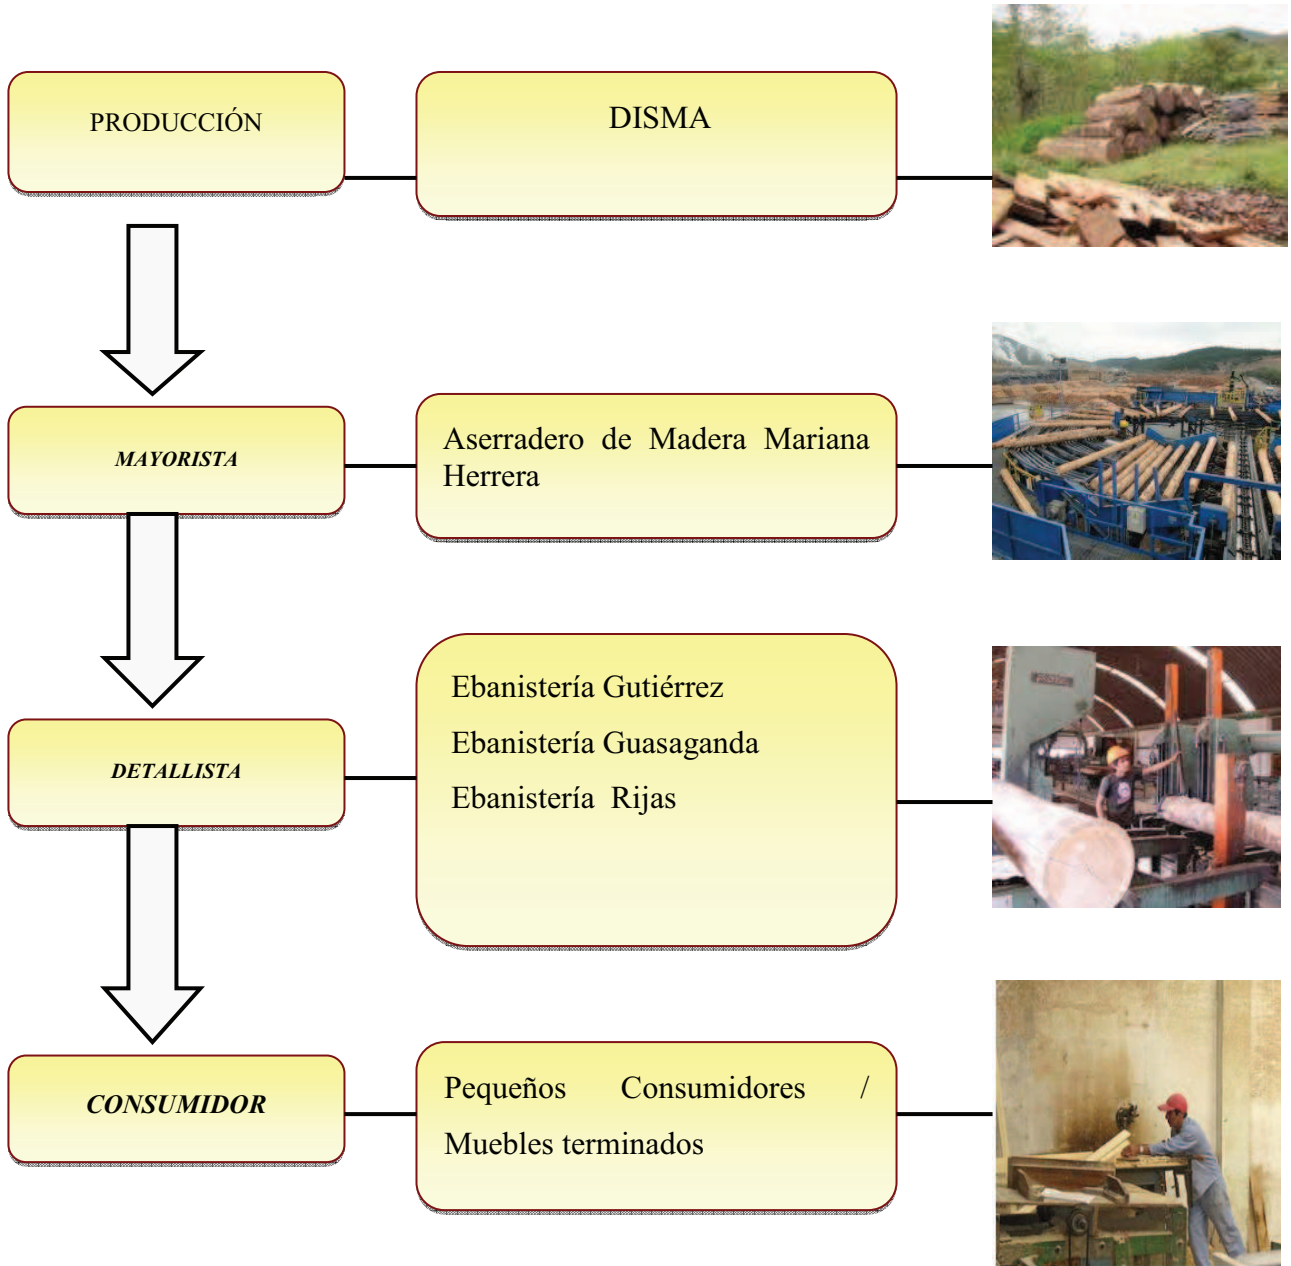 PRODUCCIÓN
DISMA
MAYORISTA
Aserradero de Madera Mariana
Herrera
DETALLISTA
Ebanistería Gutiérrez
Ebanistería Guasaganda
Ebanistería Rijas
CONSUMIDOR
Pequeños Consumidores /
Muebles terminados